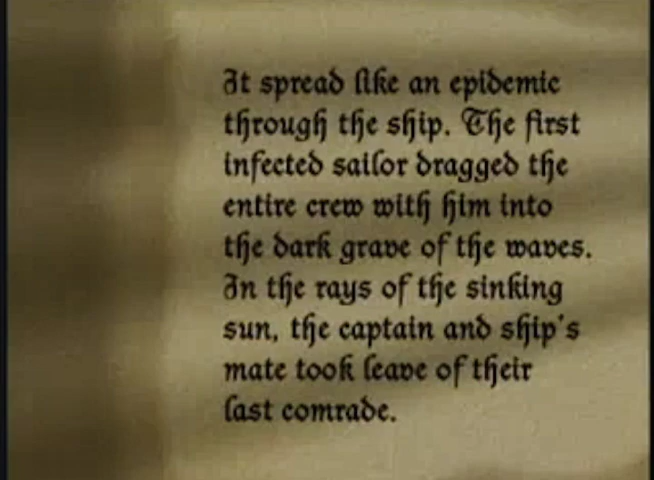 It spread like an epidemic
through the ship. The first
infected sailor dragged the
entire crew with him into
the dark grave of the waves.
In the rays of the sinking
sun, the captain and ship's
mate took leave of their
last comrade.